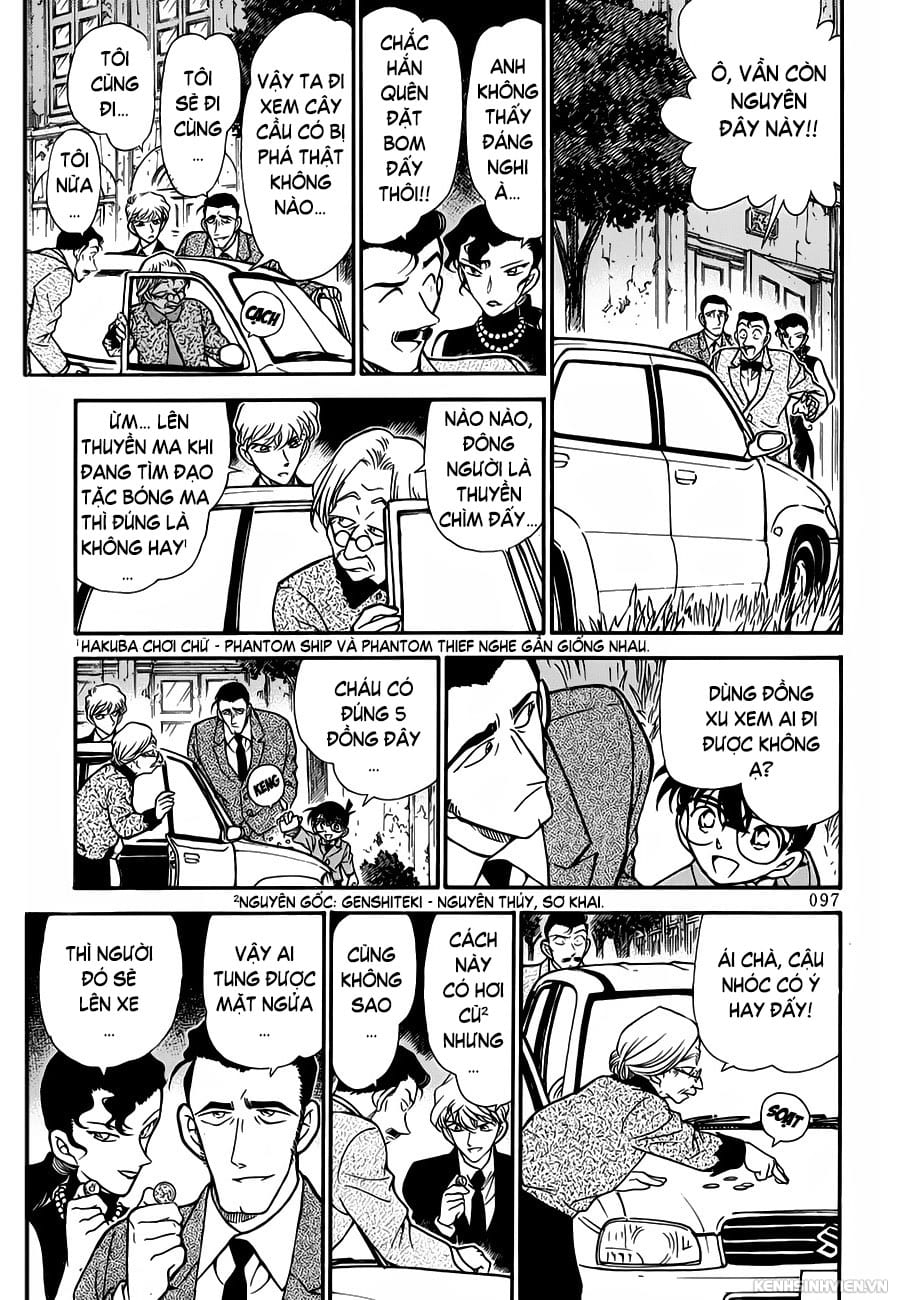 Ô, VẪN CÒN
NGUYÊN
ĐÂY NÀY!!
ANH
KHÔNG
THẤY
ĐÁNG
NGHI
À...
CHẮC
HẮN
QUÊN
ĐẶT
BOM
ĐẤY
THÔI!!
VẬY TA ĐI
XEM CÂY
CẦU CÓ BỊ
PHÁ THẬT
KHÔNG
NÀO...
TÔI
SẼ ĐI
CÙNG
...
TÔI
CŨNG
ĐI...
TÔI
NỮA
...
CẠCH
NÀO NÀO,
ĐÔNG
NGƯỜI LÀ
THUYỀN
CHÌM ĐẤY...
ỪM... LÊN
THUYỀN MA KHI
ĐANG TÌM ĐẠO
TẶC BÓNG MA
THÌ ĐÚNG LÀ
KHÔNG HAY¹
...
¹HAKUBA CHƠI CHỮ - PHANTOM SHIP VÀ PHANTOM THIEF NGHE GẦN GIỐNG NHAU.
DÙNG ĐỒNG
XU XEM AI ĐI
ĐƯỢC KHÔNG
Ạ?
CHÁU CÓ
ĐÚNG 5
ĐỒNG ĐÂY
...
KENG
²NGUYÊN GỐC: GENSHITEKI - NGUYÊN THỦY, SƠ KHAI.
097
ÁI CHÀ, CẬU
NHÓC CÓ Ý
HAY ĐẤY!
SOẠT
CÁCH
NÀY
CÓ HƠI
CŨ²
NHƯNG
...
CŨNG
KHÔNG
SAO
...
VẬY AI
TUNG ĐƯỢC
MẶT NGỬA
...
THÌ NGƯỜI
ĐÓ SẼ
LÊN XE
...
KENHSINHVIEN.VN